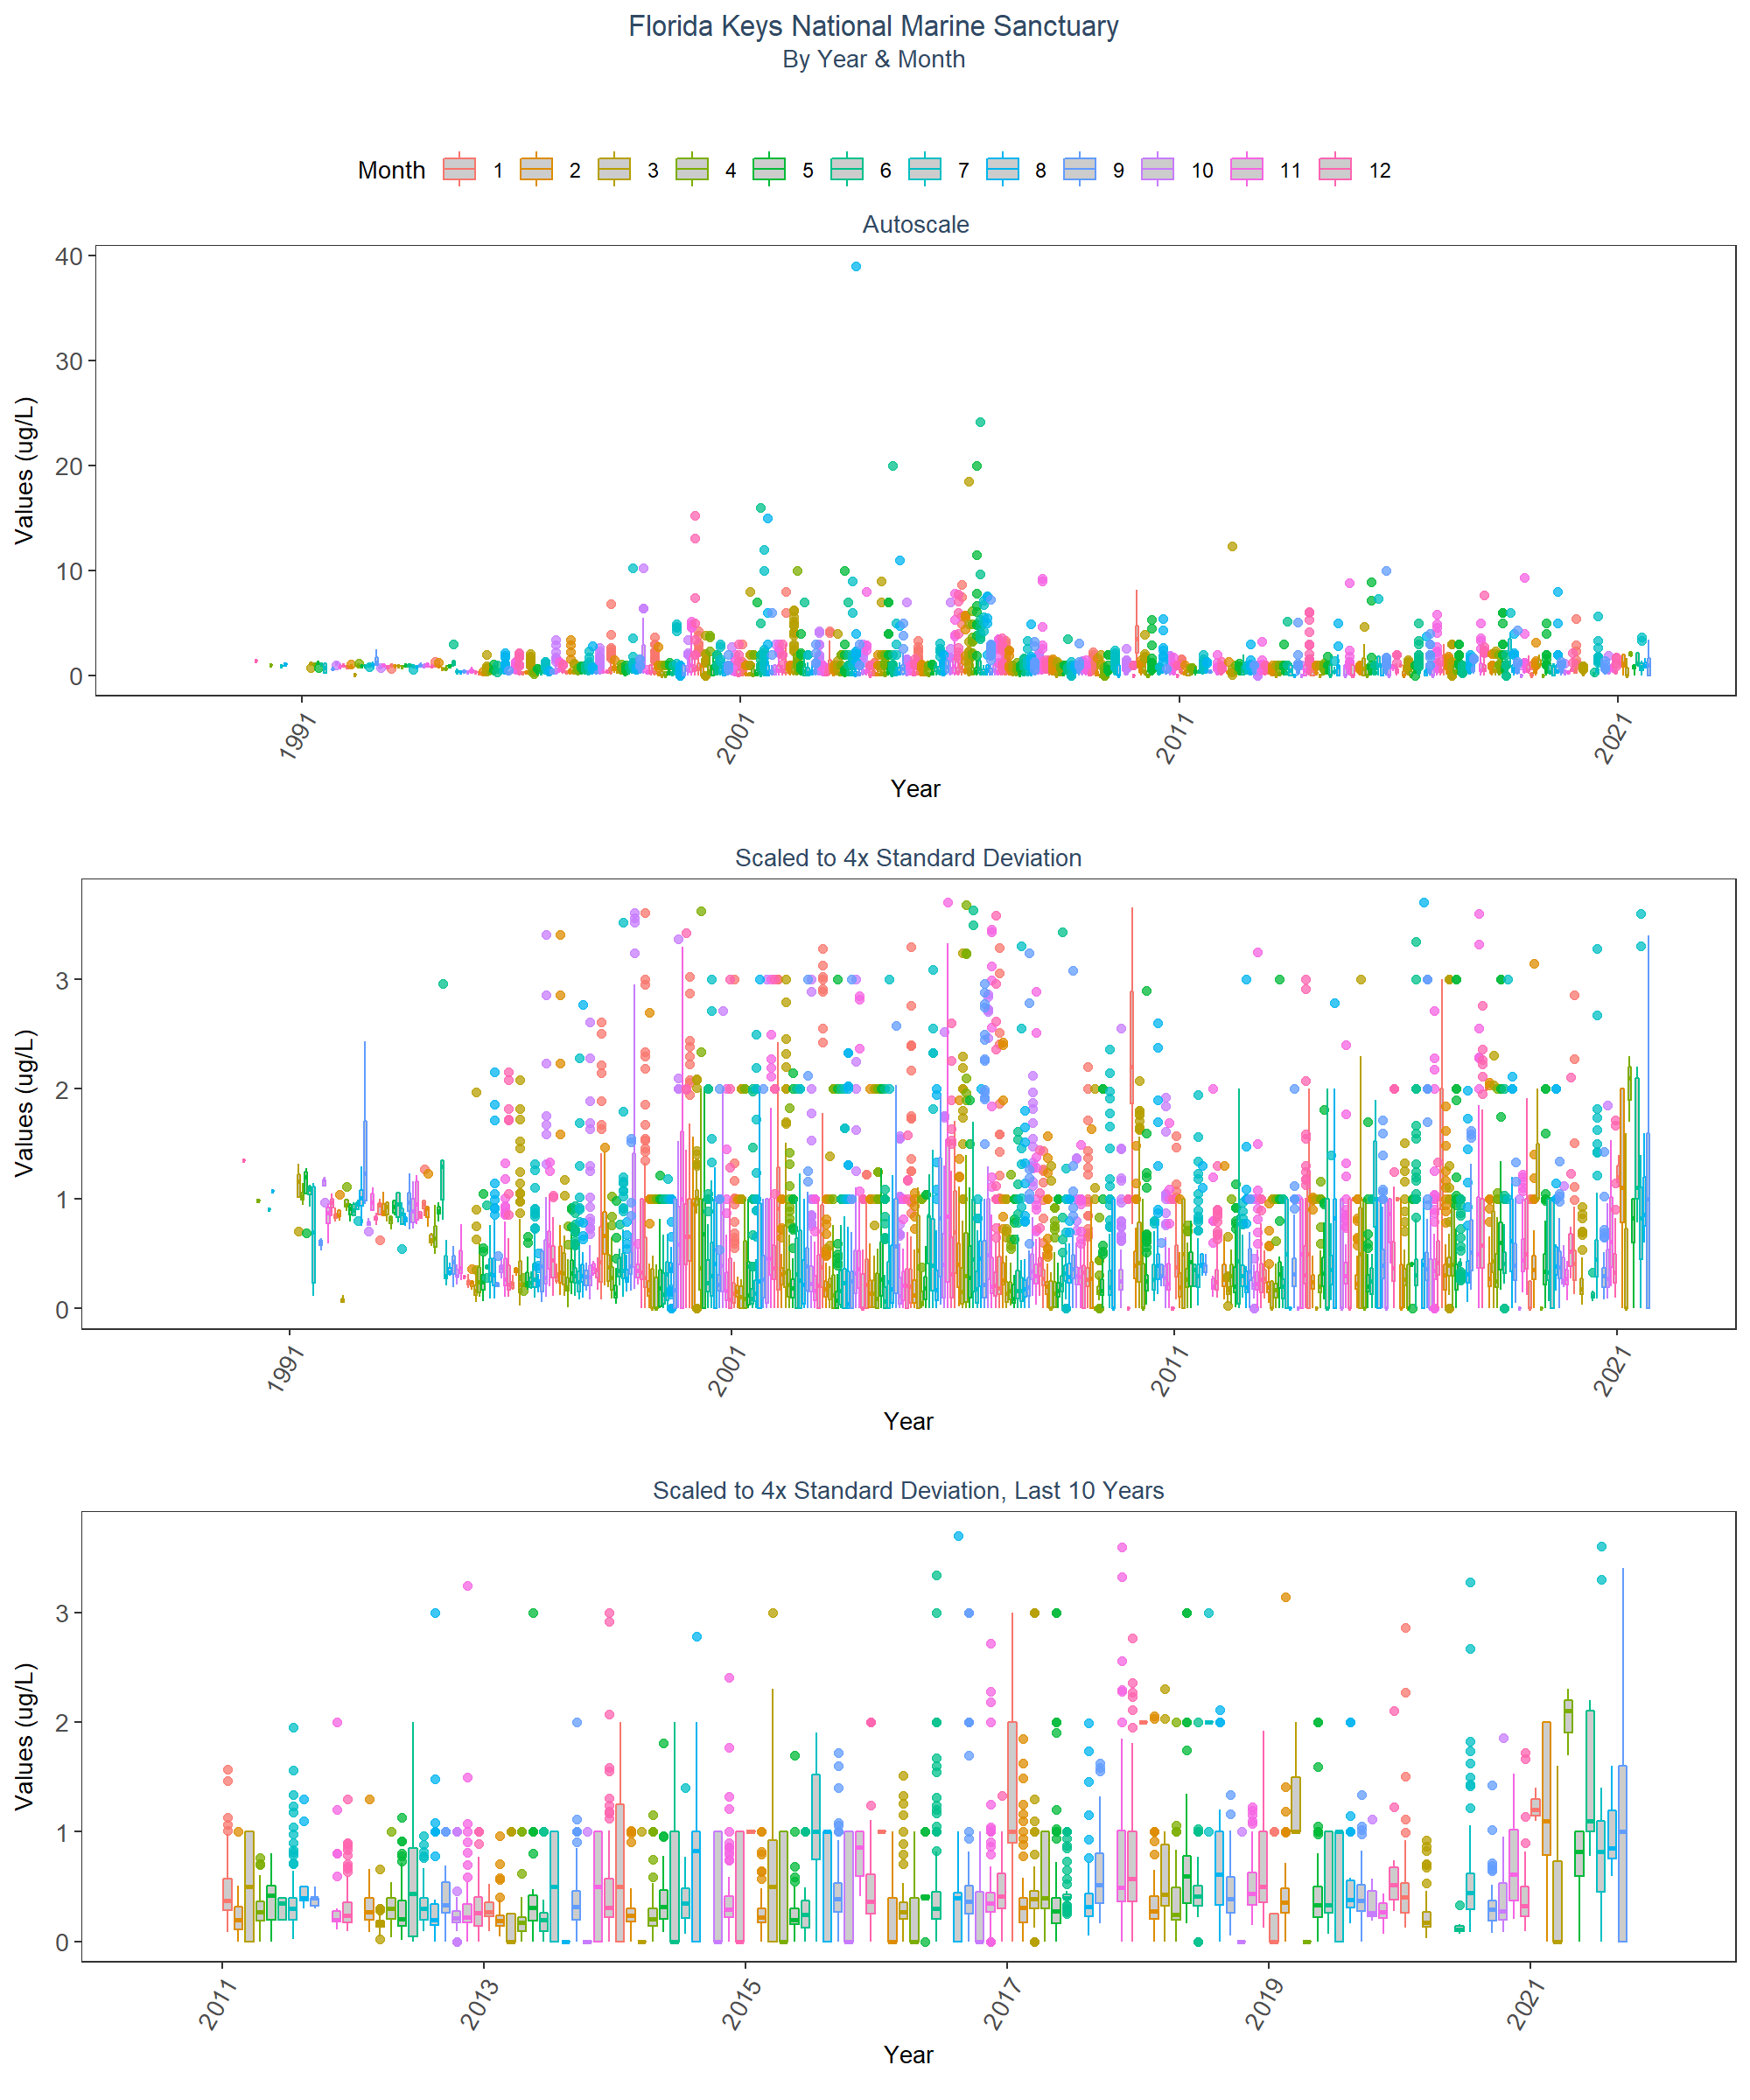 Florida Keys National Marine Sanctuary
By Year & Month
Month 1 2 3 4 5 6 7 8 9 10 11 12
Autoscale
Values (ug/L)
40
30
20
10
0
1991 2001 2011 2021
Year
Scaled to 4x Standard Deviation
Values (ug/L)
3
2
1
0
1991 2001 2011 2021
Year
Scaled to 4x Standard Deviation, Last 10 Years
Values (ug/L)
3
2
1
0
2011 2013 2015 2017 2019 2021
Year